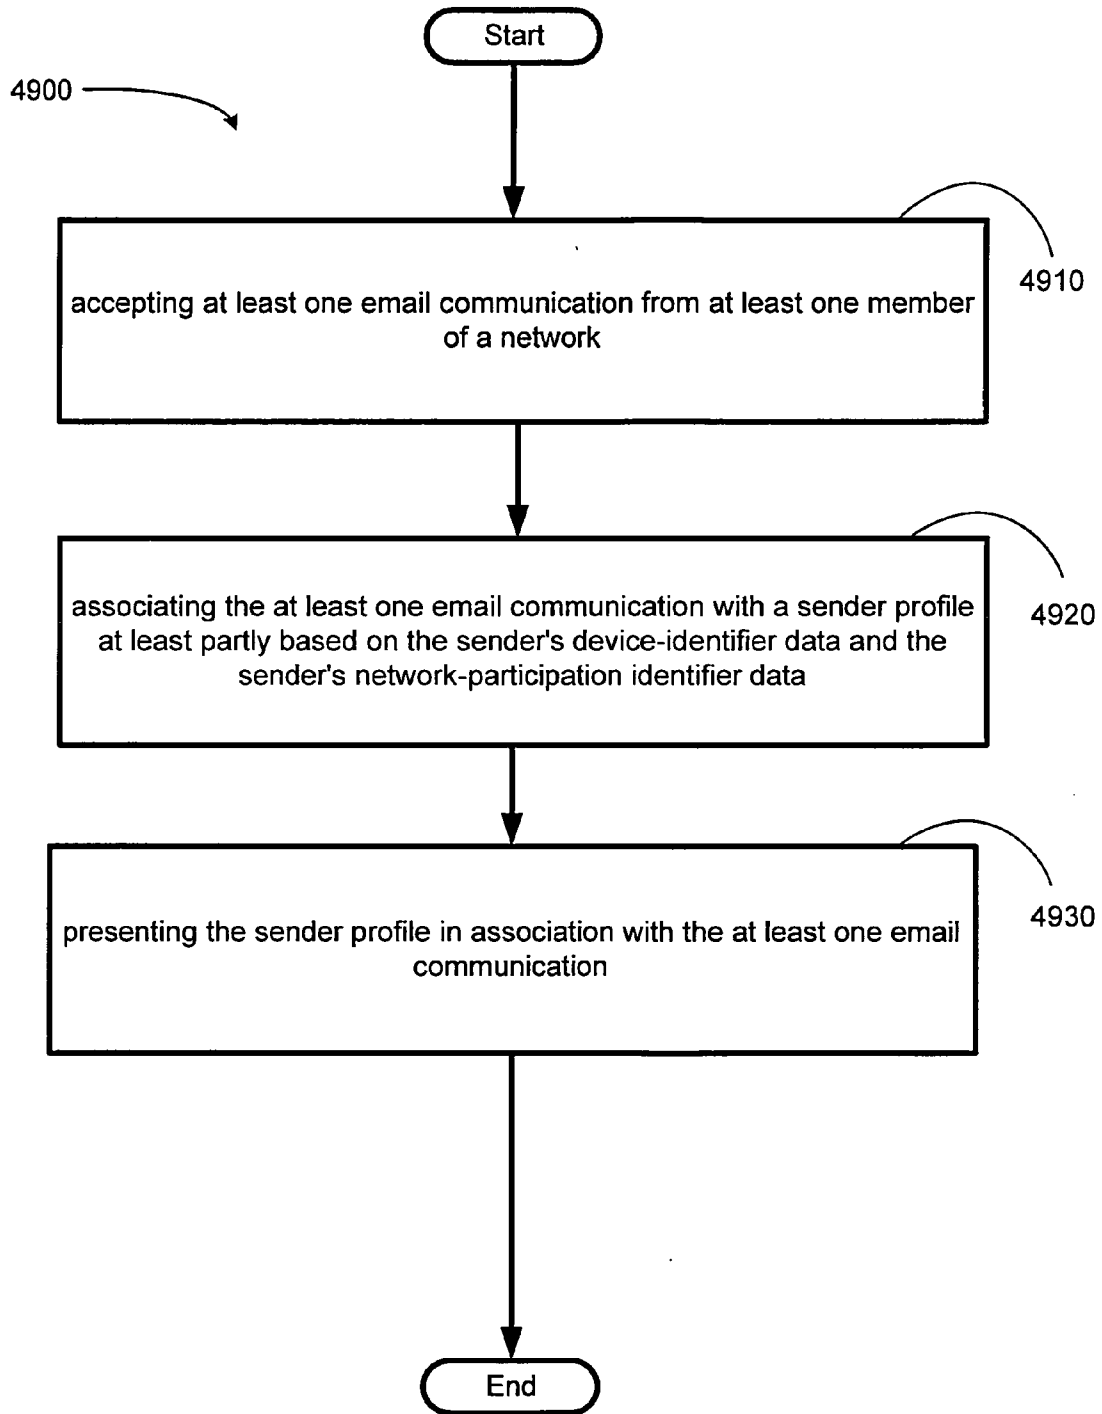 Start
4900
4910
accepting at least one email communication from at least one member
of a network
4920
associating the at least one email communication with a sender profile
at least partly based on the sender's device-identifier data and the
sender's network-participation identifier data
4930
presenting the sender profile in association with the at least one email
communication
End